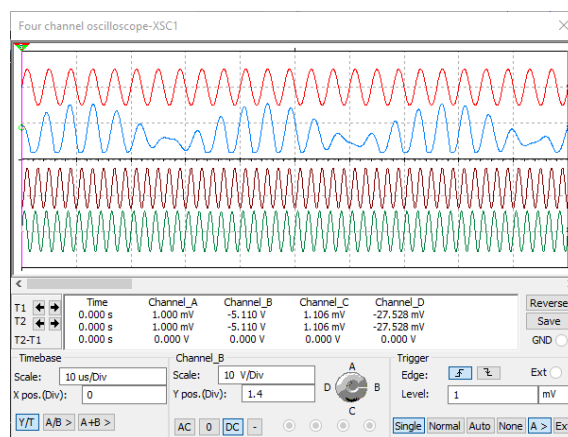 Four channel oscilloscope-XSC1
T1
T2
T2-T1
Time Channel_A Channel_B Channel_C Channel_D
0.000 s 1.000 mV -5.110 V 1.106 mV -27.528 mV
0.000 s 1.000 mV -5.110 V 1.106 mV -27.528 mV
0.000 s 0.000 V 0.000 V 0.000 V 0.000 V
Reverse
Save
GND
Timebase
Scale: 10 us/Div
X pos.(Div): 0
Y/T A/B > A+B >
Channel_B
Scale: 10 V/Div
Y pos.(Div): 1.4
AC 0 DC -
A
D B
C
Trigger
Edge: Ext
Level: 1 mV
Single Normal Auto None A > Ext